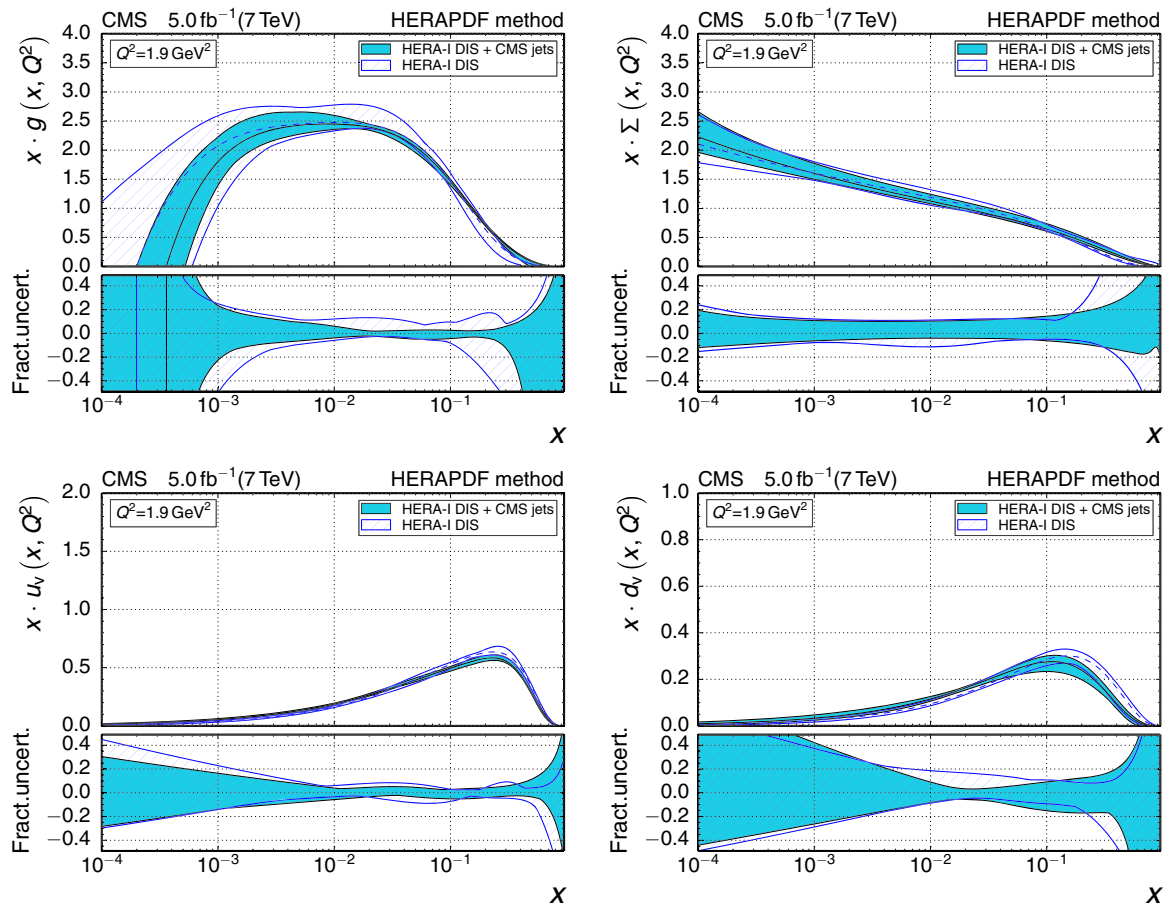 CMS 5.0 fb⁻¹(7 TeV) HERAPDF method
Q²=1.9 GeV²
HERA-I DIS + CMS jets
HERA-I DIS
x · g (x, Q²)
4.0
3.5
3.0
2.5
2.0
1.5
1.0
0.5
0.0
Fract.uncert.
0.4
0.2
0.0
−0.2
−0.4
10⁻⁴ 10⁻³ 10⁻² 10⁻¹
x
CMS 5.0 fb⁻¹(7 TeV) HERAPDF method
Q²=1.9 GeV²
HERA-I DIS + CMS jets
HERA-I DIS
x · Σ (x, Q²)
4.0
3.5
3.0
2.5
2.0
1.5
1.0
0.5
0.0
Fract.uncert.
0.4
0.2
0.0
−0.2
−0.4
10⁻⁴ 10⁻³ 10⁻² 10⁻¹
x
CMS 5.0 fb⁻¹(7 TeV) HERAPDF method
Q²=1.9 GeV²
HERA-I DIS + CMS jets
HERA-I DIS
x · uᵥ (x, Q²)
2.0
1.5
1.0
0.5
0.0
Fract.uncert.
0.4
0.2
0.0
−0.2
−0.4
10⁻⁴ 10⁻³ 10⁻² 10⁻¹
x
CMS 5.0 fb⁻¹(7 TeV) HERAPDF method
Q²=1.9 GeV²
HERA-I DIS + CMS jets
HERA-I DIS
x · dᵥ (x, Q²)
1.0
0.8
0.6
0.4
0.2
0.0
Fract.uncert.
0.4
0.2
0.0
−0.2
−0.4
10⁻⁴ 10⁻³ 10⁻² 10⁻¹
x